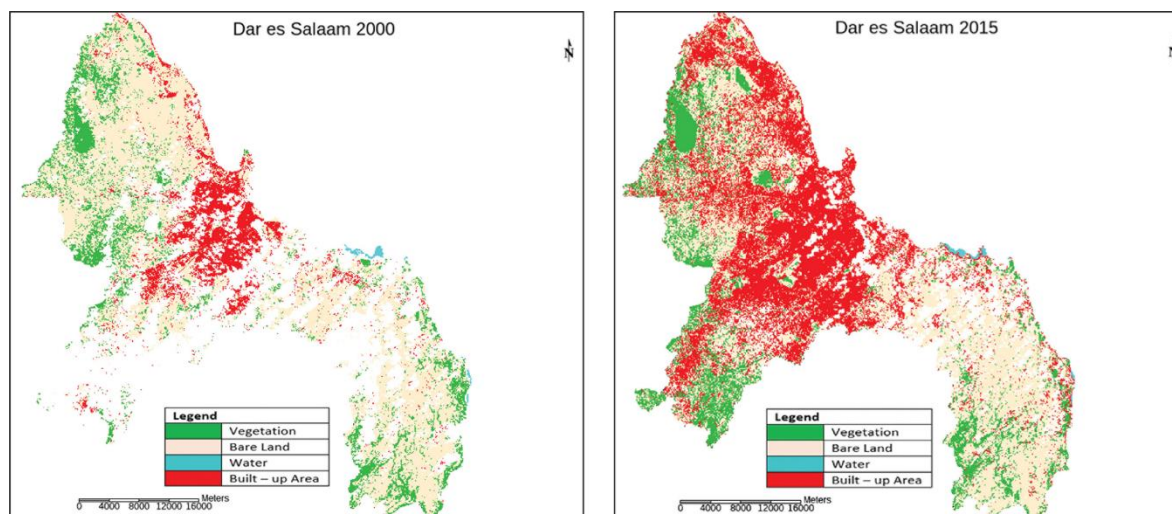 Dar es Salaam 2000
N
Legend
Vegetation
Bare Land
Water
Built – up Area
Meters
0 4000 8000 12000 16000
Dar es Salaam 2015
N
Legend
Vegetation
Bare Land
Water
Built – up Area
Meters
0 4000 8000 12000 16000